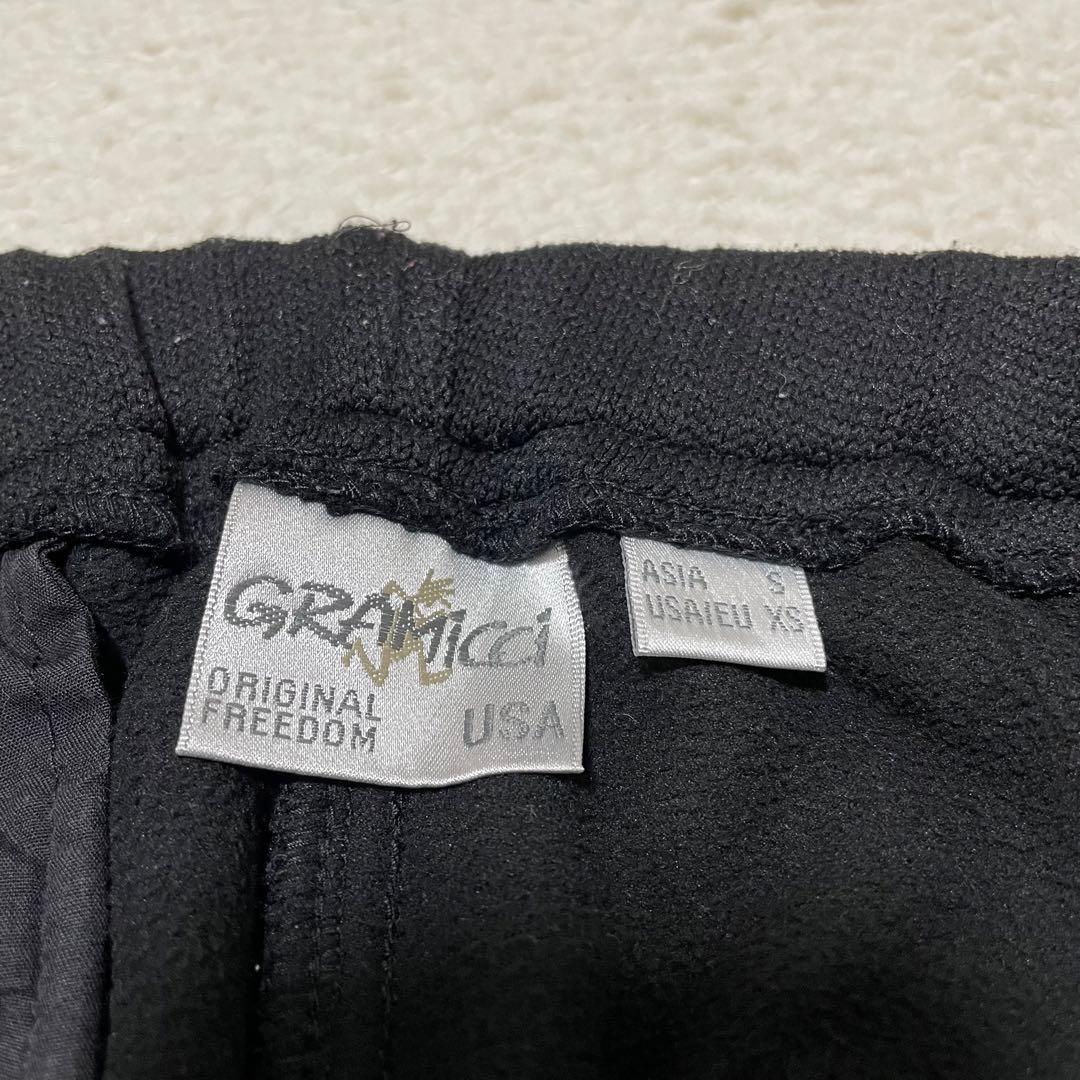 GRAMICCI
ORIGINAL
FREEDOM
USA
ASIA S
USA/EU XS